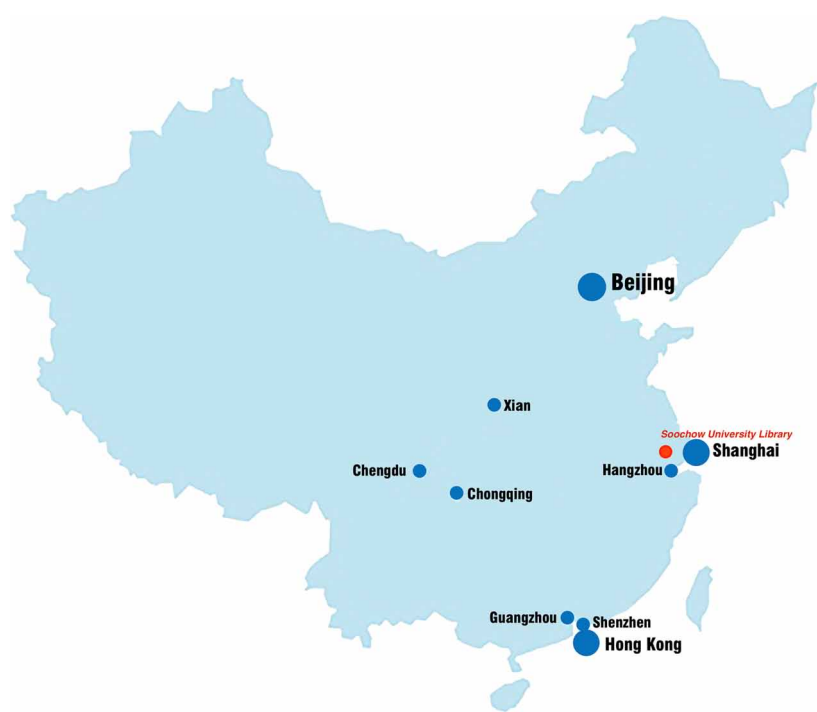 Beijing
Xian
Soochow University Library
Shanghai
Chengdu
Hangzhou
Chongqing
Guangzhou
Shenzhen
Hong Kong